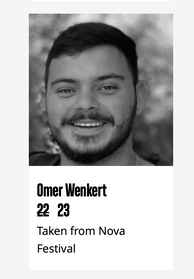 Omer Wenkert
22 23
Taken from Nova
Festival